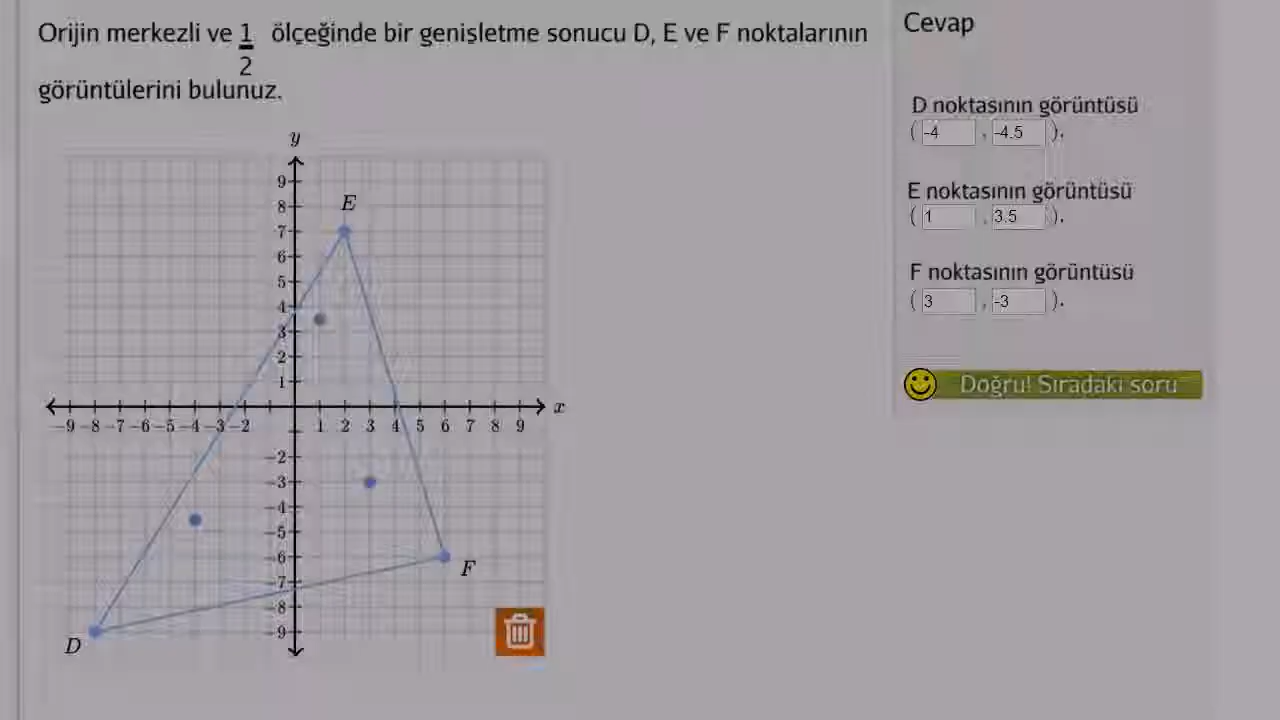 Orijin merkezli ve 1/2 ölçeğinde bir genişletme sonucu D, E ve F noktalarının
görüntülerini bulunuz.
y
9
8
E
7
6
5
4
3
2
1
x
-9 -8 -7 -6 -5 -4 -3 -2 1 2 3 4 5 6 7 8 9
-2
-3
-4
-5
-6
F
-7
-8
-9
D
Cevap
D noktasının görüntüsü
( -4 , -4.5 ).
E noktasının görüntüsü
( 1 , 3.5 ).
F noktasının görüntüsü
( 3 , -3 ).
Doğru! Sıradaki soru